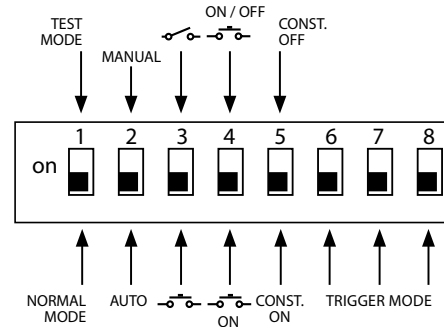 ON / OFF
TEST
MODE
CONST.
OFF
MANUAL
1 2 3 4 5 6 7 8
on
NORMAL
MODE
AUTO
ON
CONST.
ON
TRIGGER MODE